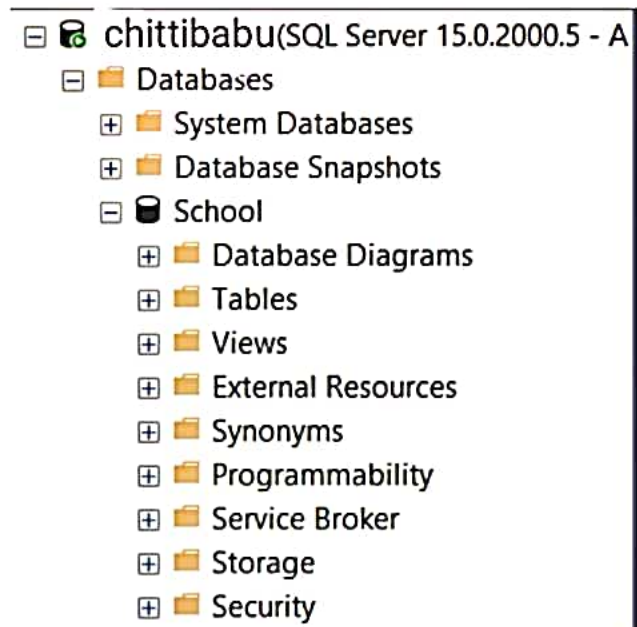 chittibabu(SQL Server 15.0.2000.5 - A
Databases
System Databases
Database Snapshots
School
Database Diagrams
Tables
Views
External Resources
Synonyms
Programmability
Service Broker
Storage
Security